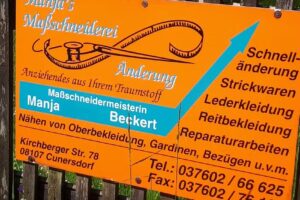 Manja's
Maßschneiderei
Änderung
Anziehendes aus Ihrem Traumstoff
Maßschneidermeisterin
Manja Beckert
Schnell-
änderung
Strickwaren
Lederkleidung
Reitbekleidung
Reparaturarbeiten
Nähen von Oberbekleidung, Gardinen, Bezügen u.v.m.
Kirchberger Str. 78
08107 Cunersdorf
Tel.: 037602 / 66 625
Fax: 037602 /